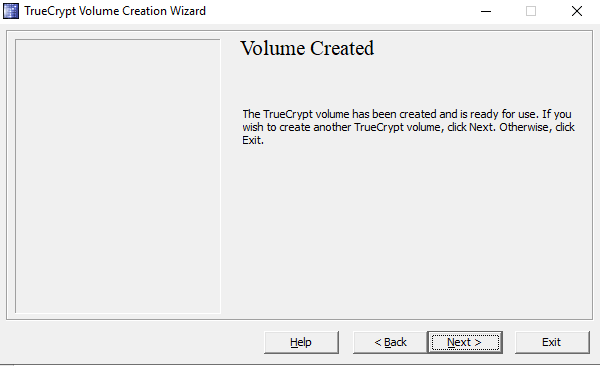 TrueCrypt Volume Creation Wizard
Volume Created
The TrueCrypt volume has been created and is ready for use. If you
wish to create another TrueCrypt volume, click Next. Otherwise, click
Exit.
Help
< Back
Next >
Exit